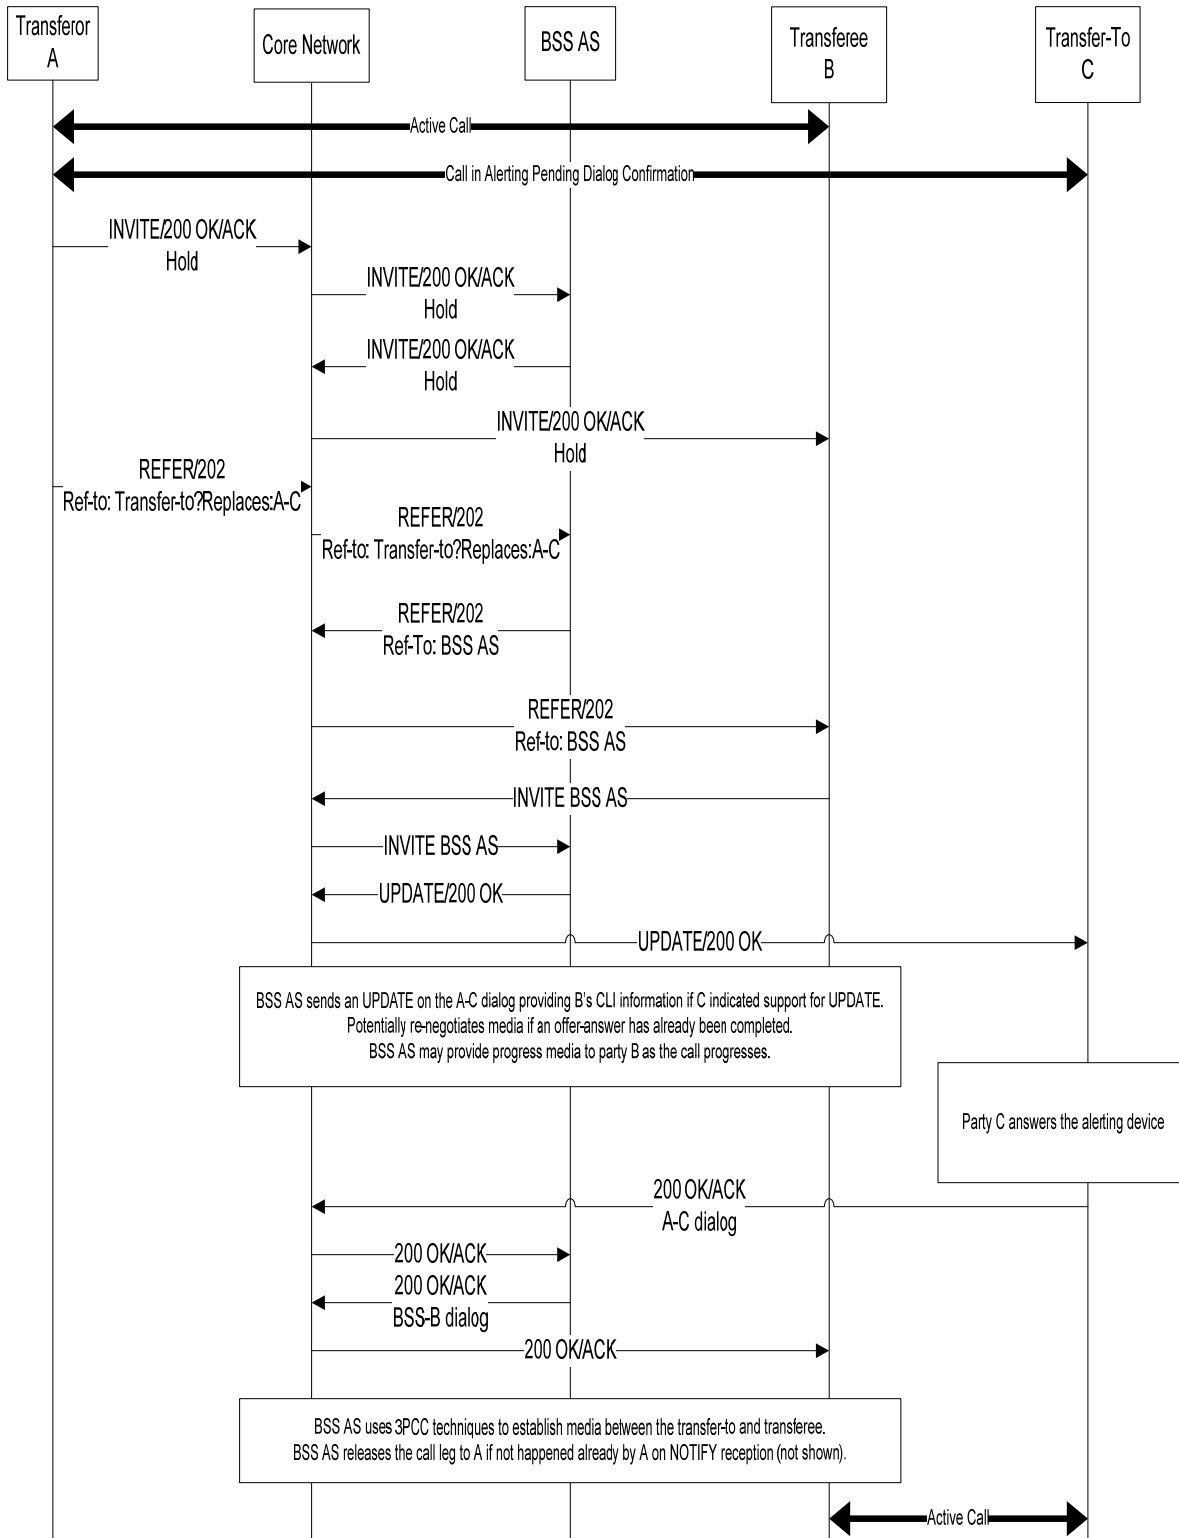 Transferor
A
Core Network
BSS AS
Transferee
B
Transfer-To
C
Active Call
Call in Alerting Pending Dialog Confirmation
INVITE/200 OK/ACK
Hold
INVITE/200 OK/ACK
Hold
INVITE/200 OK/ACK
Hold
INVITE/200 OK/ACK
Hold
REFER/202
Ref-to: Transfer-to?Replaces:A-C
REFER/202
Ref-to: Transfer-to?Replaces:A-C
REFER/202
Ref-To: BSS AS
REFER/202
Ref-to: BSS AS
INVITE BSS AS
INVITE BSS AS
UPDATE/200 OK
UPDATE/200 OK
BSS AS sends an UPDATE on the A-C dialog providing B's CLI information if C indicated support for UPDATE.
Potentially re-negotiates media if an offer-answer has already been completed.
BSS AS may provide progress media to party B as the call progresses.
Party C answers the alerting device
200 OK/ACK
A-C dialog
200 OK/ACK
200 OK/ACK
BSS-B dialog
200 OK/ACK
BSS AS uses 3PCC techniques to establish media between the transfer-to and transferee.
BSS AS releases the call leg to A if not happened already by A on NOTIFY reception (not shown).
Active Call